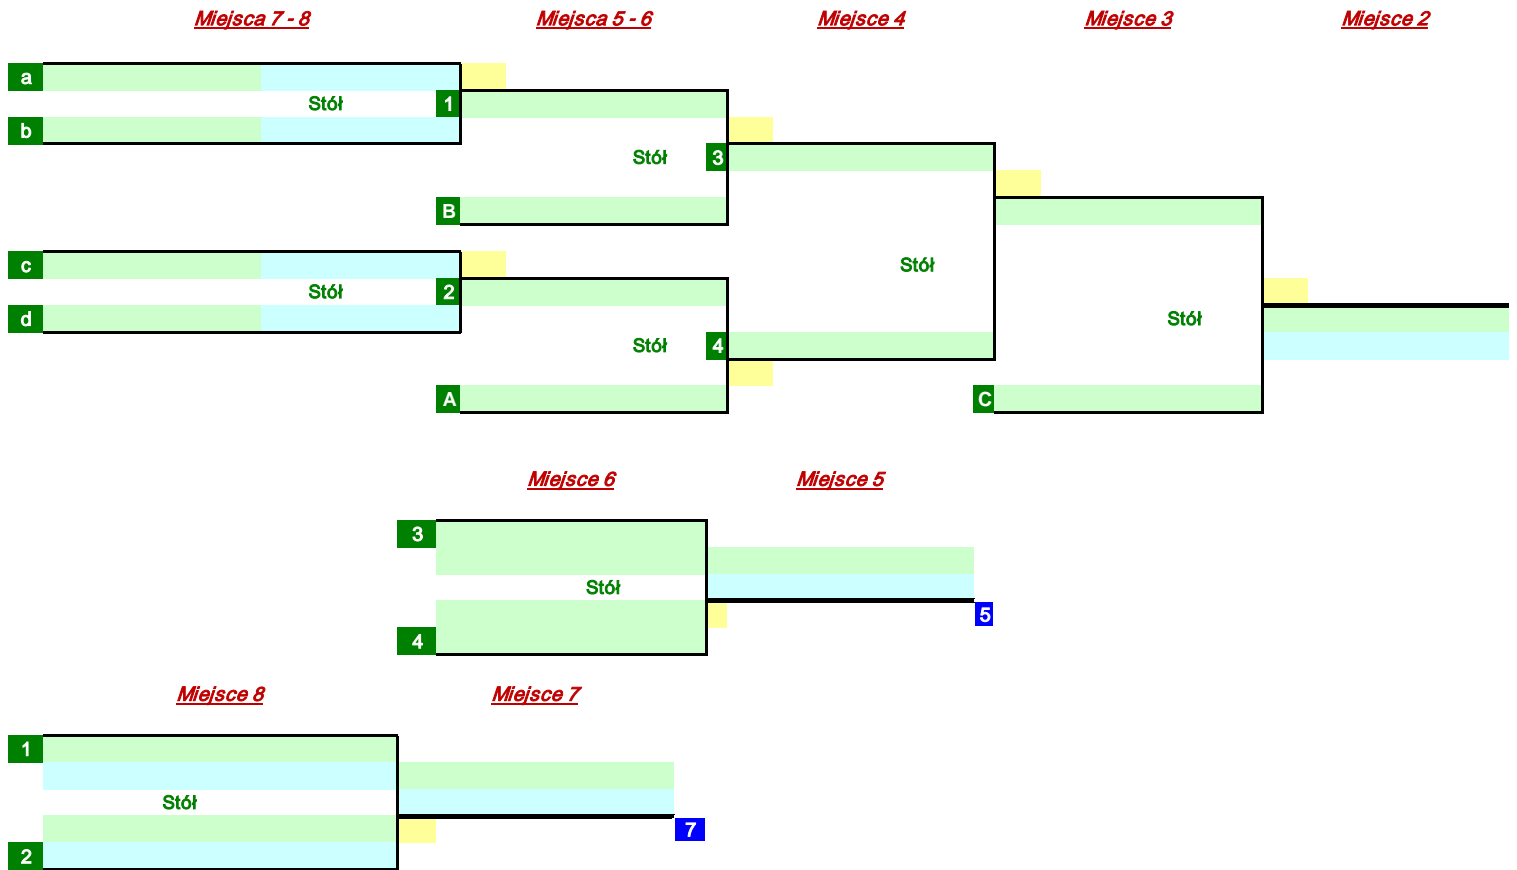 Miejsca 7 - 8 Miejsca 5 - 6 Miejsce 4 Miejsce 3 Miejsce 2
a
Stół 1
b
Stół 3
B
c
Stół
Stół 2
d
Stół
Stół 4
A C
Miejsce 6 Miejsce 5
3
Stół
5
4
Miejsce 8 Miejsce 7
1
Stół
7
2